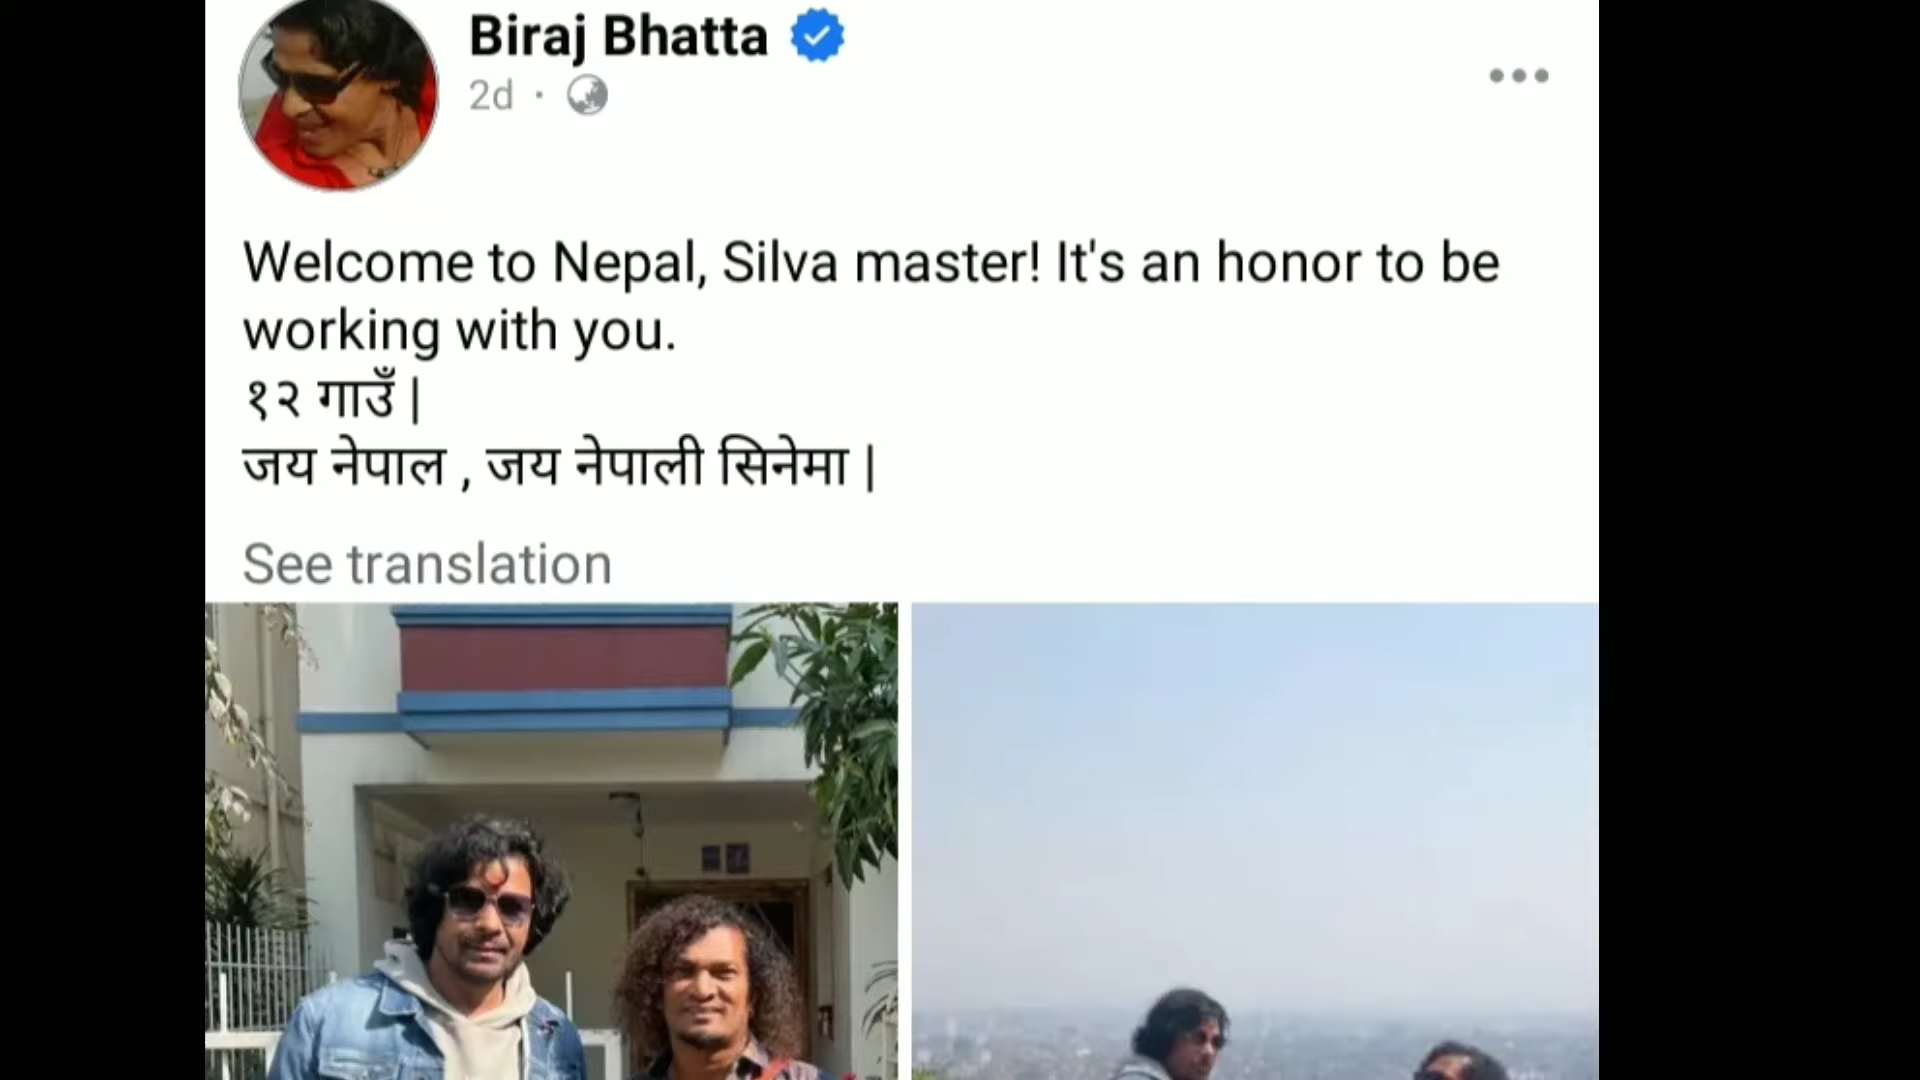 Biraj Bhatta
2d ·
Welcome to Nepal, Silva master! It's an honor to be
working with you.
१२ गाउँ |
जय नेपाल , जय नेपाली सिनेमा |
See translation